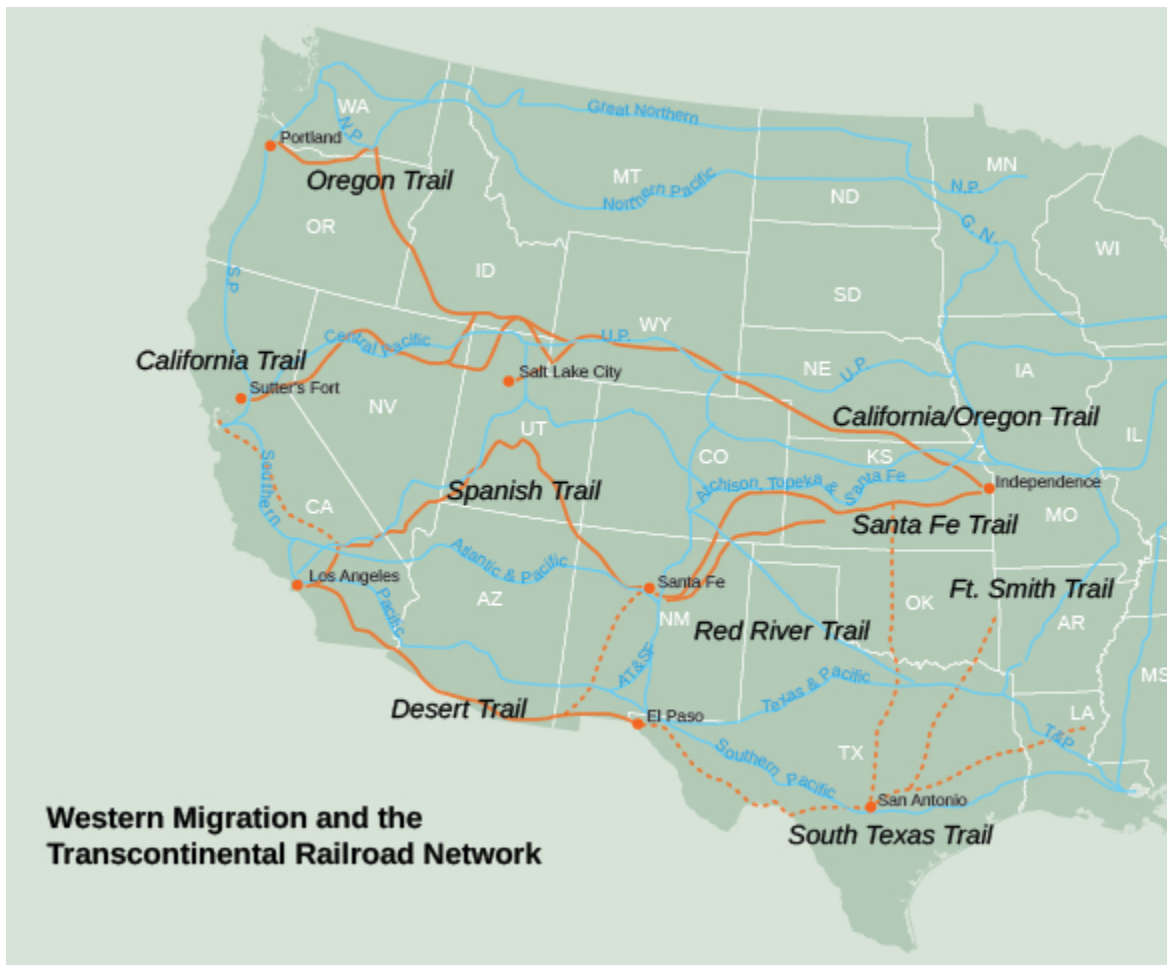 Great Northern
WA
N.P.
Portland
MN
Oregon Trail
MT
Northern Pacific
N.P.
ND
OR
G. N.
WI
ID
S.P.
SD
WY
Central Pacific
U.P.
California Trail
Salt Lake City
NE
U.P.
IA
Sutter's Fort
NV
California/Oregon Trail
UT
IL
CO
KS
Southern
Atchison, Topeka & Santa Fe
Independence
Spanish Trail
CA
Santa Fe Trail
MO
Atlantic & Pacific
Los Angeles
Santa Fe
Ft. Smith Trail
AZ
OK
Pacific
NM
Red River Trail
AR
AT&SF
Texas & Pacific
MS
Desert Trail
El Paso
LA
T&P
TX
Southern Pacific
San Antonio
Western Migration and the
Transcontinental Railroad Network
South Texas Trail